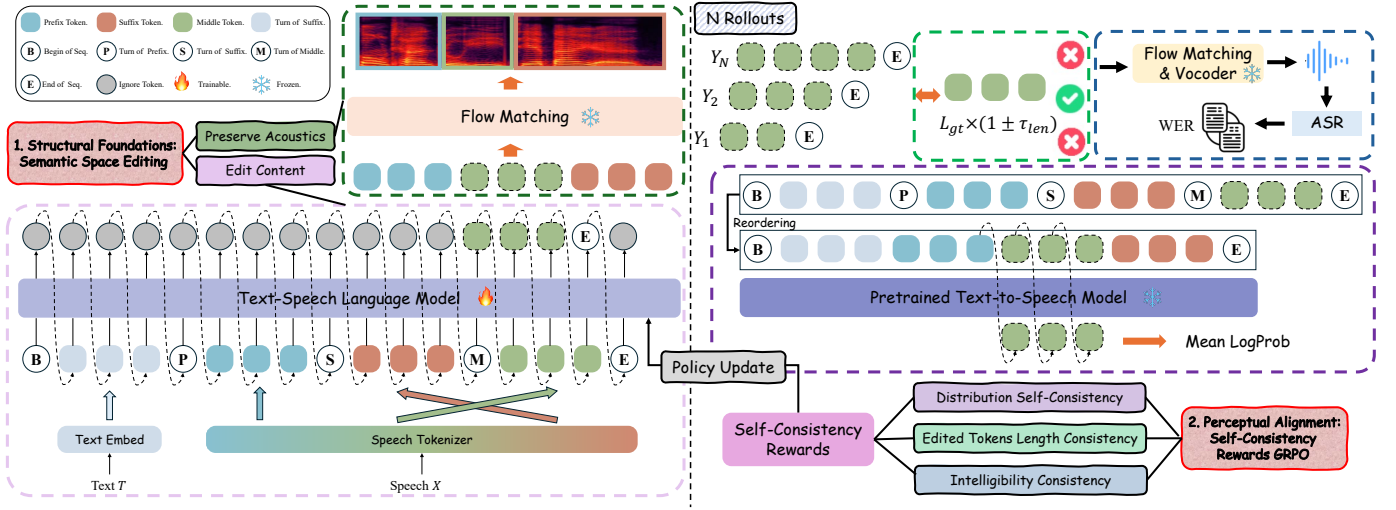 Prefix Token.
Suffix Token.
Middle Token.
Turn of Suffix.
B Begin of Seq.
P Turn of Prefix.
S Turn of Suffix.
M Turn of Middle.
E End of Seq.
Ignore Token.
Trainable.
Frozen.
1. Structural Foundations:
Semantic Space Editing
Preserve Acoustics
Edit Content
Flow Matching
E
Text-Speech Language Model
B P S M E
Text Embed
Speech Tokenizer
Text T
Speech X
N Rollouts
Y_N E
Y_2 E
Y_1 E
L_gt×(1 ± τ_len)
Flow Matching
& Vocoder
WER
ASR
B P S M E
Reordering
B E
Pretrained Text-to-Speech Model
Mean LogProb
Policy Update
Self-Consistency
Rewards
Distribution Self-Consistency
Edited Tokens Length Consistency
Intelligibility Consistency
2. Perceptual Alignment:
Self-Consistency
Rewards GRPO